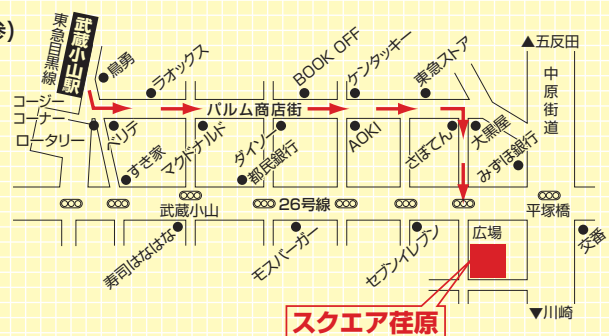 東急目黒線
武蔵小山駅
鳥勇
ラオックス
BOOK OFF
ケンタッキー
東急ストア
▲五反田
中原街道
コージー
コーナー
ロータリー
パルム商店街
ベリテ
すき家
マクドナルド
ダイソー
都民銀行
AOKI
さぼてん
大黒屋
みずほ銀行
武蔵小山
26号線
平塚橋
寿司はなはな
モスバーガー
セブンイレブン
広場
交番
スクエア荏原
▼川崎